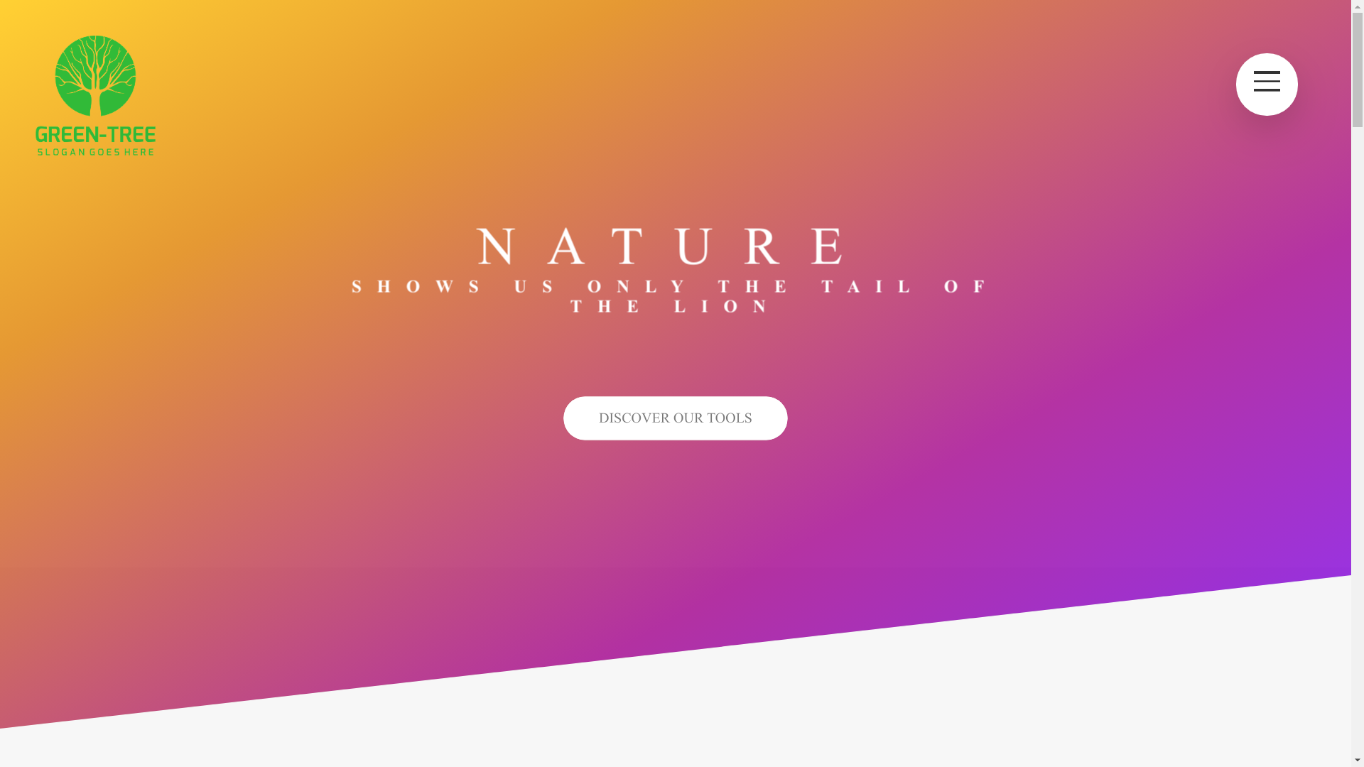 GREEN-TREE
SLOGAN GOES HERE
NATURE
SHOWS US ONLY THE TAIL OF
THE LION
DISCOVER OUR TOOLS